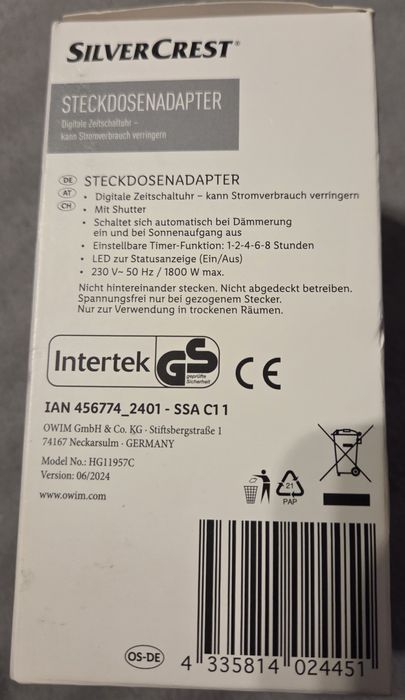 SILVERCREST®
STECKDOSENADAPTER
Digitale Zeitschaltuhr –
kann Stromverbrauch verringern
DE STECKDOSENADAPTER
AT • Digitale Zeitschaltuhr – kann Stromverbrauch verringern
CH • Mit Shutter
• Schaltet sich automatisch bei Dämmerung
ein und bei Sonnenaufgang aus
• Einstellbare Timer-Funktion: 1-2-4-6-8 Stunden
• LED zur Statusanzeige (Ein/Aus)
• 230 V~ 50 Hz / 1800 W max.
Nicht hintereinander stecken. Nicht abgedeckt betreiben.
Spannungsfrei nur bei gezogenem Stecker.
Nur zur Verwendung in trockenen Räumen.
Intertek GS geprüfte Sicherheit CE
IAN 456774_2401 - SSA C1 1
OWIM GmbH & Co. KG · Stiftsbergstraße 1
74167 Neckarsulm · GERMANY
Model No.: HG11957C
Version: 06/2024
www.owim.com
21
PAP
OS-DE
4 335814 024451